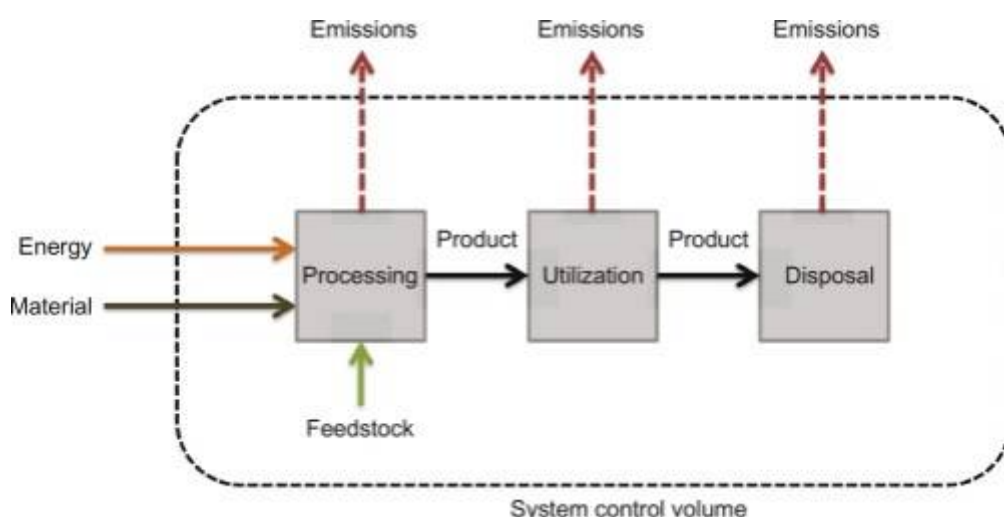 Emissions
Emissions
Emissions
Energy
Material
Processing
Product
Utilization
Product
Disposal
Feedstock
System control volume